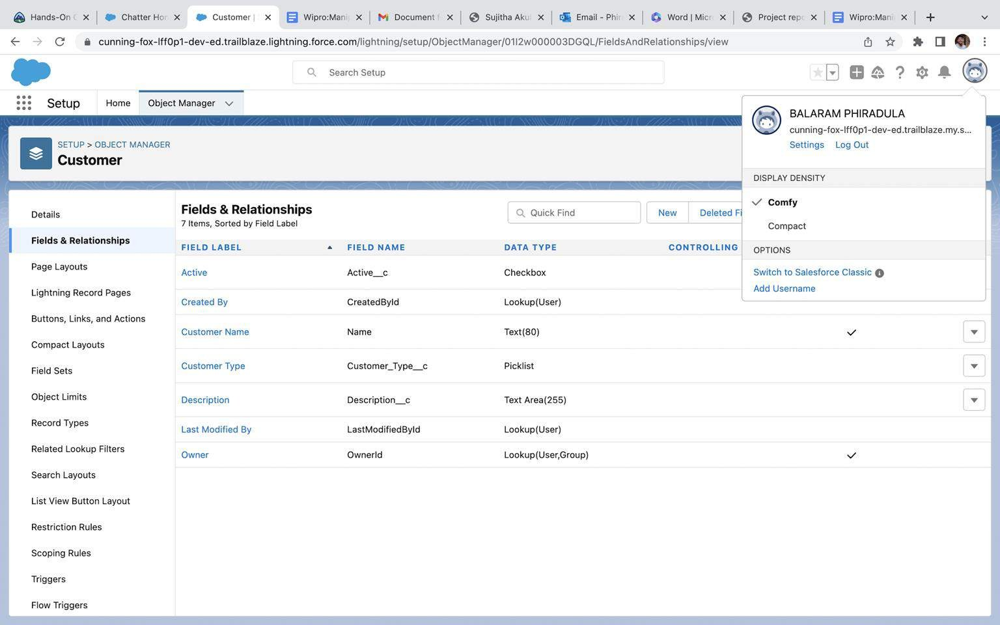 Hands-On C
Chatter Hor
Customer |
Wipro:Mani
Document f
Sujitha Aku
Email - Phir
Word | Micr
Project repo
Wipro:Mani
cunning-fox-lff0p1-dev-ed.trailblaze.lightning.force.com/lightning/setup/ObjectManager/01I2w000003DGQL/FieldsAndRelationships/view
Search Setup
Setup
Home
Object Manager
BALARAM PHIRADULA
cunning-fox-lff0p1-dev-ed.trailblaze.my.s...
Settings Log Out
DISPLAY DENSITY
Comfy
Compact
OPTIONS
Switch to Salesforce Classic
Add Username
SETUP > OBJECT MANAGER
Customer
Details
Fields & Relationships
Page Layouts
Lightning Record Pages
Buttons, Links, and Actions
Compact Layouts
Field Sets
Object Limits
Record Types
Related Lookup Filters
Search Layouts
List View Button Layout
Restriction Rules
Scoping Rules
Triggers
Flow Triggers
Fields & Relationships
7 Items, Sorted by Field Label
Quick Find
New
Deleted Fi
FIELD LABEL FIELD NAME DATA TYPE CONTROLLING
Active Active__c Checkbox
Created By CreatedById Lookup(User)
Customer Name Name Text(80)
Customer Type Customer_Type__c Picklist
Description Description__c Text Area(255)
Last Modified By LastModifiedById Lookup(User)
Owner OwnerId Lookup(User,Group)